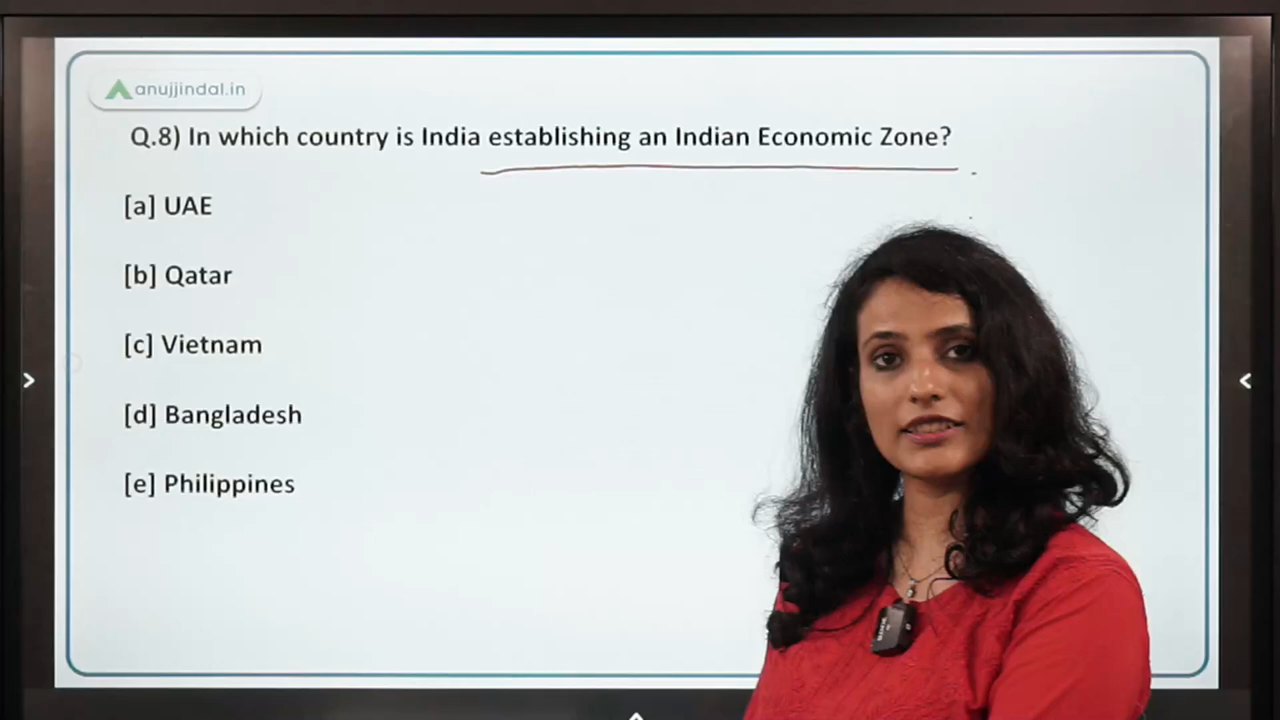 anujjindal.in
Q.8) In which country is India establishing an Indian Economic Zone?
[a] UAE
[b] Qatar
[c] Vietnam
[d] Bangladesh
[e] Philippines